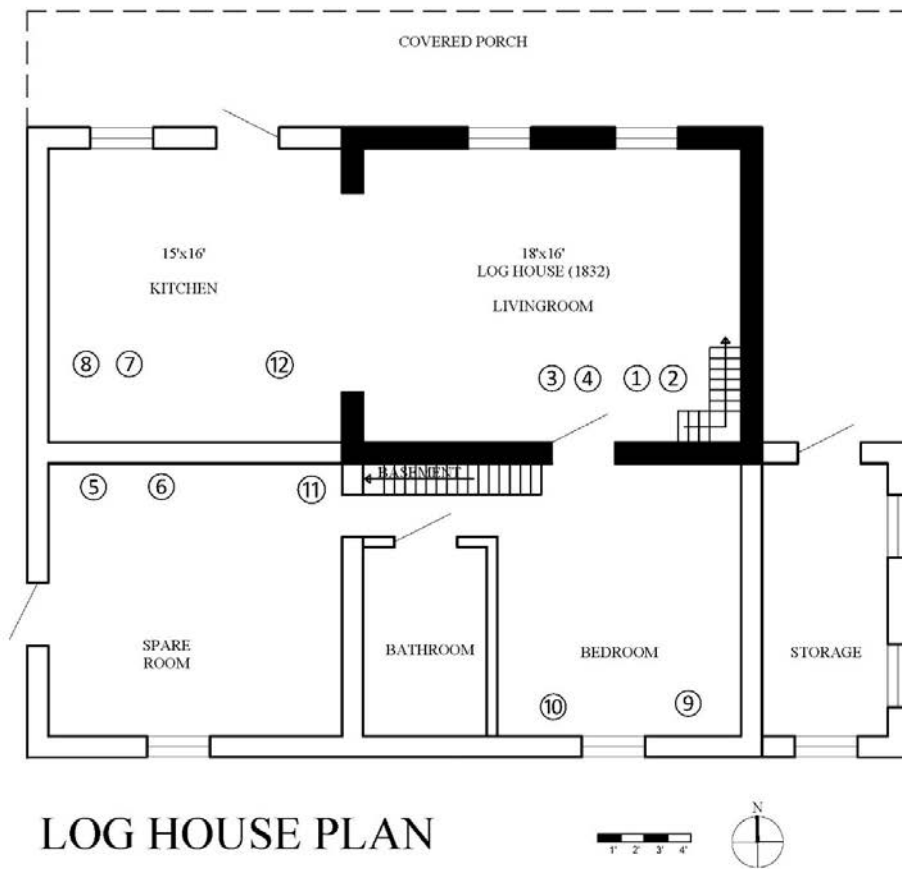 COVERED PORCH
15'x16'
KITCHEN
18'x16'
LOG HOUSE (1832)
LIVINGROOM
8 7 12
3 4 1 2
BASEMENT
5 6 11
SPARE
ROOM
BATHROOM
BEDROOM
STORAGE
10 9
LOG HOUSE PLAN
1' 2' 3' 4'
N